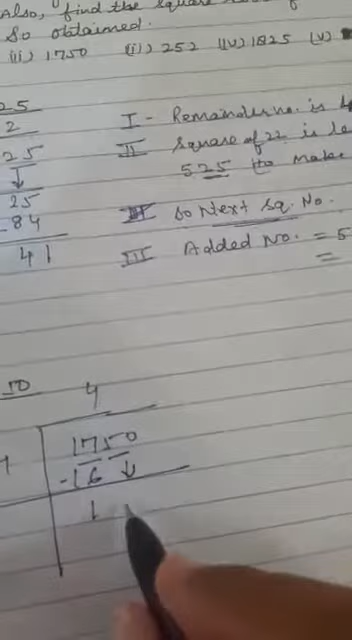 Also, find the square
so obtained.
(ii) 1750 (iii) 252 (iv) 1825 (v)
25
2
25
↓
25
-84
41
I - Remainder no. is
II Square of 22 is
525 to make
III So Next sq. No.
III Added No. = 5
=
4
1750
-16 ↓
1